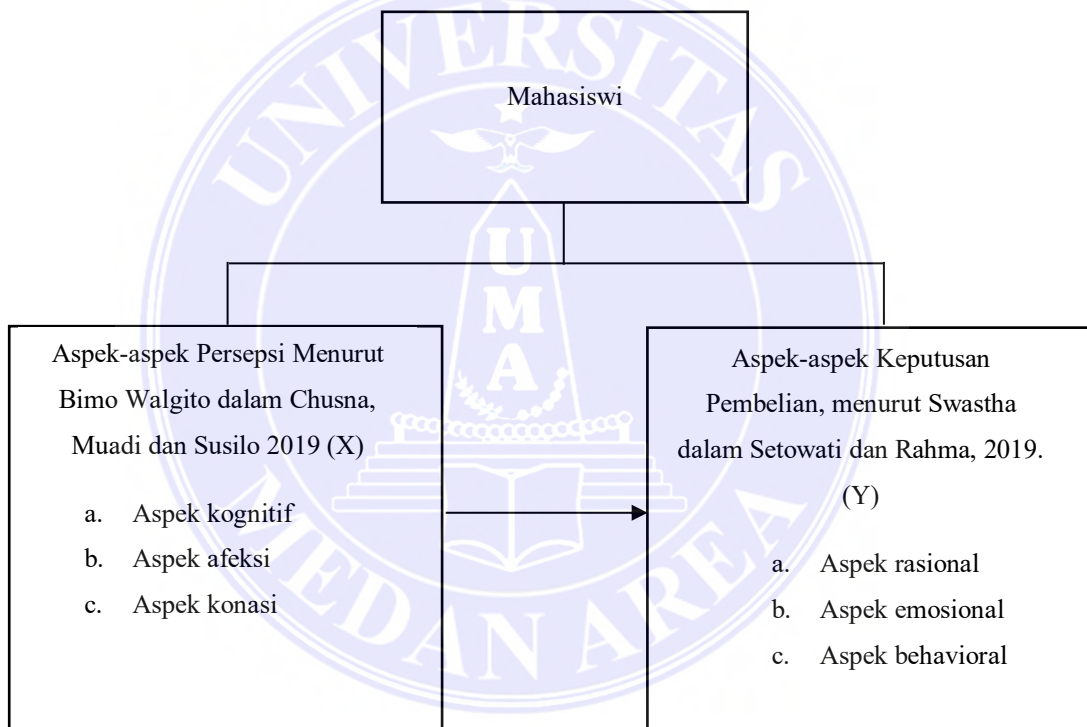 UNIVERSITAS
Mahasiswi
U
M
A
Aspek-aspek Persepsi Menurut
Bimo Walgito dalam Chusna,
Muadi dan Susilo 2019 (X)
a. Aspek kognitif
b. Aspek afeksi
c. Aspek konasi
Aspek-aspek Keputusan
Pembelian, menurut Swastha
dalam Setowati dan Rahma, 2019.
(Y)
a. Aspek rasional
b. Aspek emosional
c. Aspek behavioral
MEDAN AREA